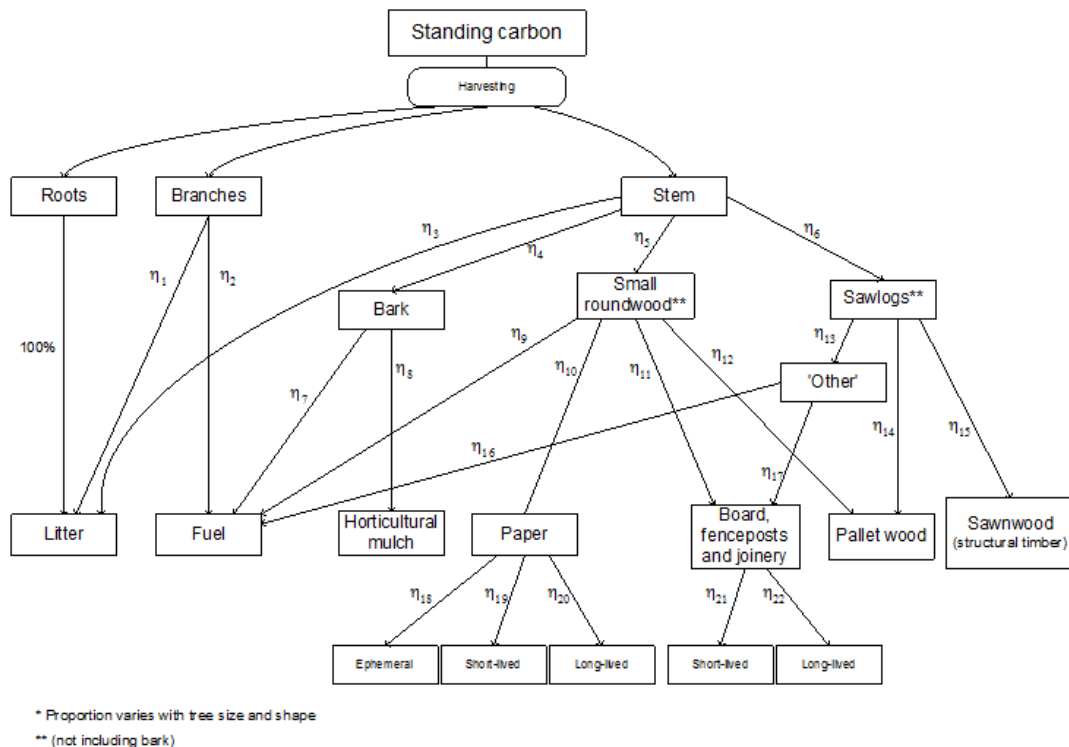 Standing carbon
Harvesting
Roots
Branches
Stem
η1
η2
η3
η4
η5
η6
100%
Bark
Small
roundwood**
Sawlogs**
η7
η8
η9
η10
η11
η12
η13
'Other'
η14
η15
η16
η17
Litter
Fuel
Horticultural
mulch
Paper
Board,
fenceposts
and joinery
Pallet wood
Sawnwood
(structural timber)
η18
η19
η20
η21
η22
Ephemeral
Short-lived
Long-lived
Short-lived
Long-lived
* Proportion varies with tree size and shape
** (not including bark)